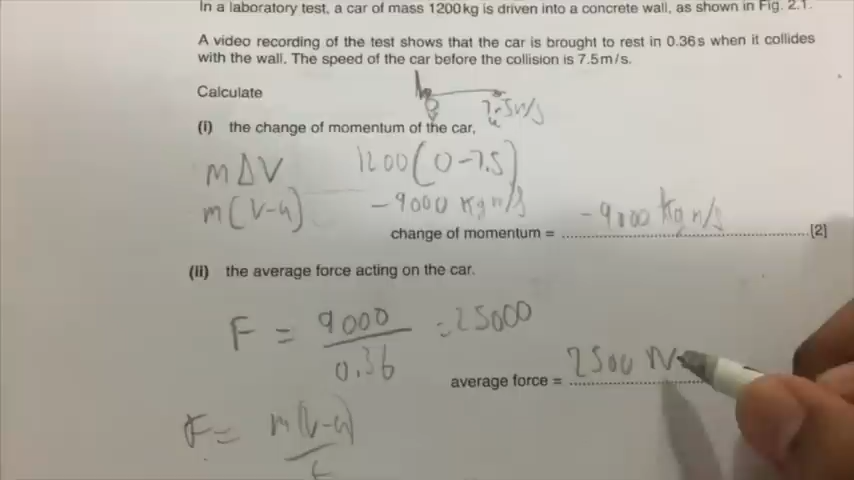 In a laboratory test, a car of mass 1200 kg is driven into a concrete wall, as shown in Fig. 2.1.
A video recording of the test shows that the car is brought to rest in 0.36 s when it collides
with the wall. The speed of the car before the collision is 7.5 m/s.
Calculate
7.5m/s
u
(i) the change of momentum of the car,
mΔV 1200(0-7.5)
m(v-u) -9000 kg m/s
change of momentum = -9000 kg m/s [2]
(ii) the average force acting on the car.
F = 9000/0.36 = 25000
average force = 2500 N
F = m(v-u)/t